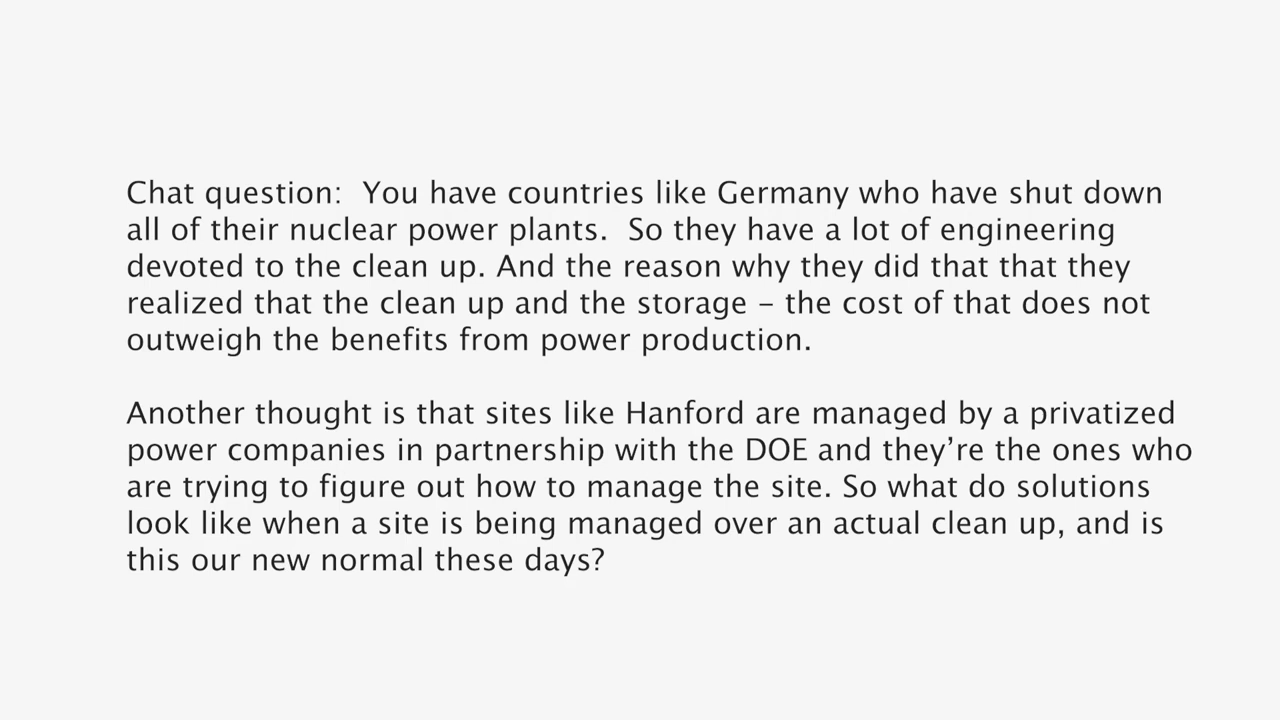 Chat question:  You have countries like Germany who have shut down
all of their nuclear power plants.  So they have a lot of engineering
devoted to the clean up. And the reason why they did that that they
realized that the clean up and the storage – the cost of that does not
outweigh the benefits from power production.
Another thought is that sites like Hanford are managed by a privatized
power companies in partnership with the DOE and they’re the ones who
are trying to figure out how to manage the site. So what do solutions
look like when a site is being managed over an actual clean up, and is
this our new normal these days?